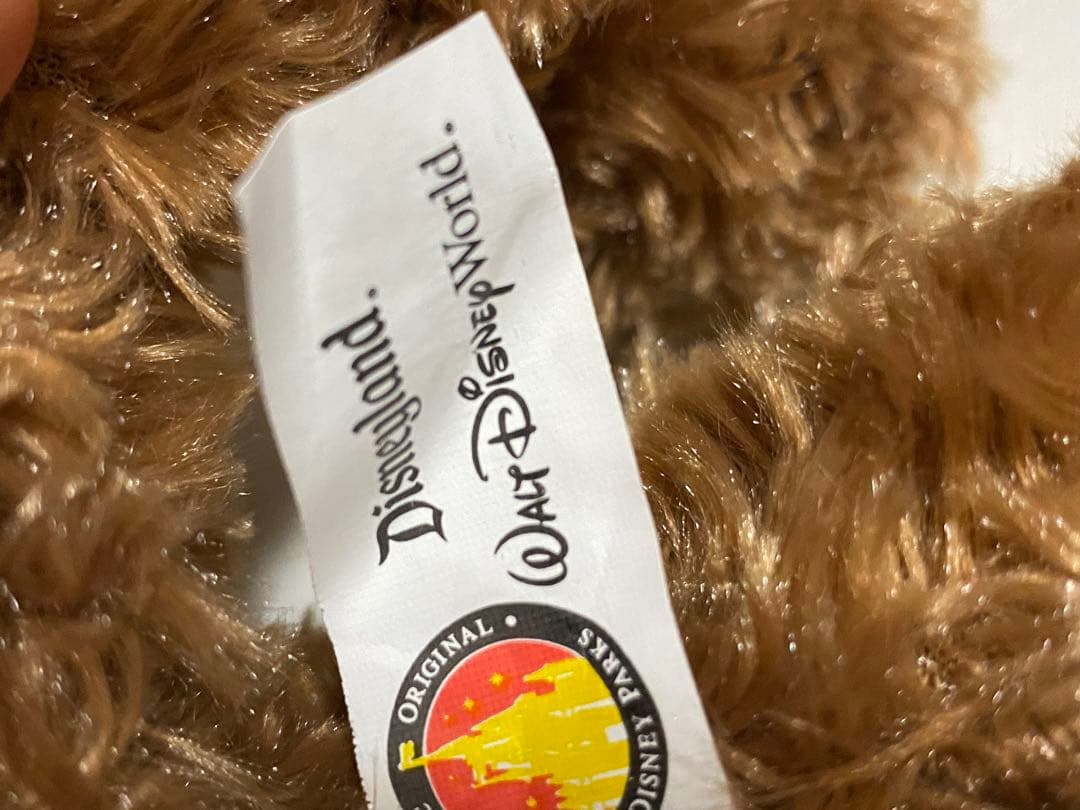 Disneyland.
WALT DISNEY World.
ORIGINAL •
DISNEY PARKS